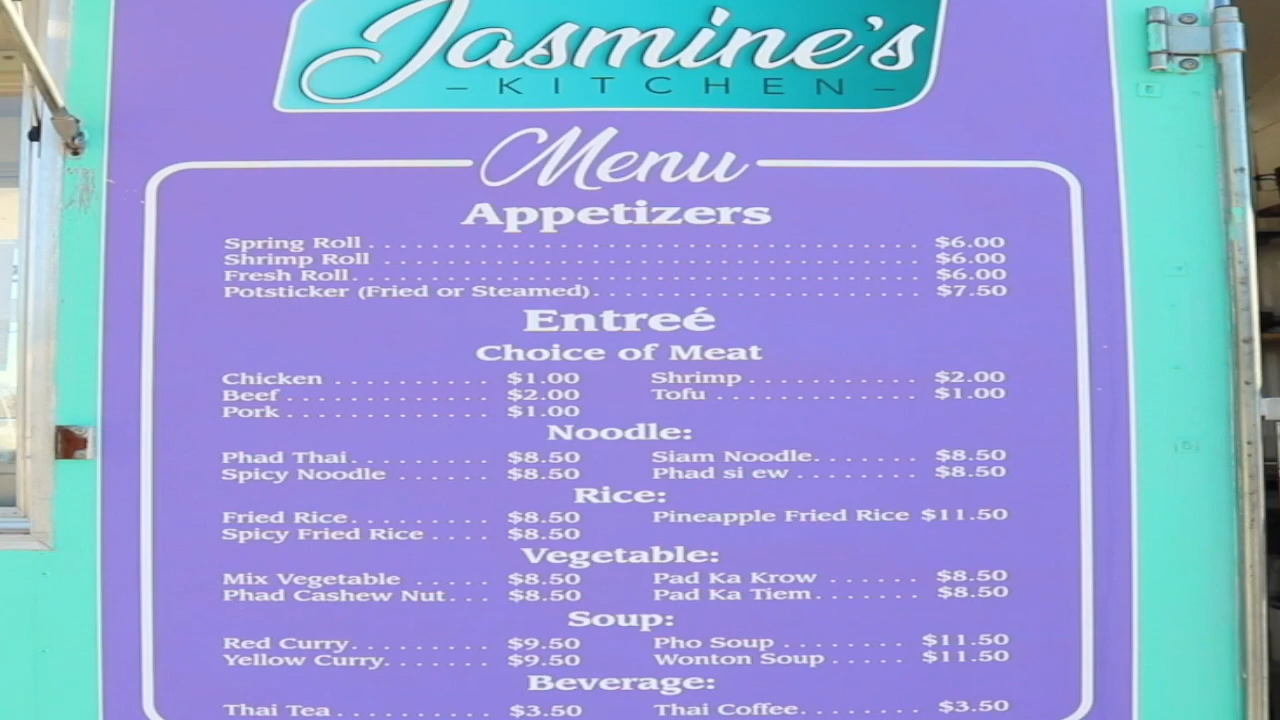 Jasmine's
- KITCHEN -
Menu
Appetizers
Spring Roll . . . . . . . . . . . . . . . . . . . . . . . . . . . . . . . . . . . $6.00
Shrimp Roll . . . . . . . . . . . . . . . . . . . . . . . . . . . . . . . . . . $6.00
Fresh Roll . . . . . . . . . . . . . . . . . . . . . . . . . . . . . . . . . . . . $6.00
Potsticker (Fried or Steamed) . . . . . . . . . . . . . . . . . . . . . $7.50
Entreé
Choice of Meat
Chicken . . . . . . . . . . $1.00 Shrimp . . . . . . . . . . . $2.00
Beef . . . . . . . . . . . . . $2.00 Tofu . . . . . . . . . . . . . $1.00
Pork . . . . . . . . . . . . . $1.00
Noodle:
Phad Thai . . . . . . . . . $8.50 Siam Noodle . . . . . . . $8.50
Spicy Noodle . . . . . . $8.50 Phad si ew . . . . . . . . $8.50
Rice:
Fried Rice . . . . . . . . . $8.50 Pineapple Fried Rice $11.50
Spicy Fried Rice . . . . $8.50
Vegetable:
Mix Vegetable . . . . . $8.50 Pad Ka Krow . . . . . . $8.50
Phad Cashew Nut . . . $8.50 Pad Ka Tiem . . . . . . . $8.50
Soup:
Red Curry . . . . . . . . . $9.50 Pho Soup . . . . . . . . . $11.50
Yellow Curry . . . . . . . $9.50 Wonton Soup . . . . . $11.50
Beverage:
Thai Tea . . . . . . . . . . $3.50 Thai Coffee . . . . . . . . $3.50